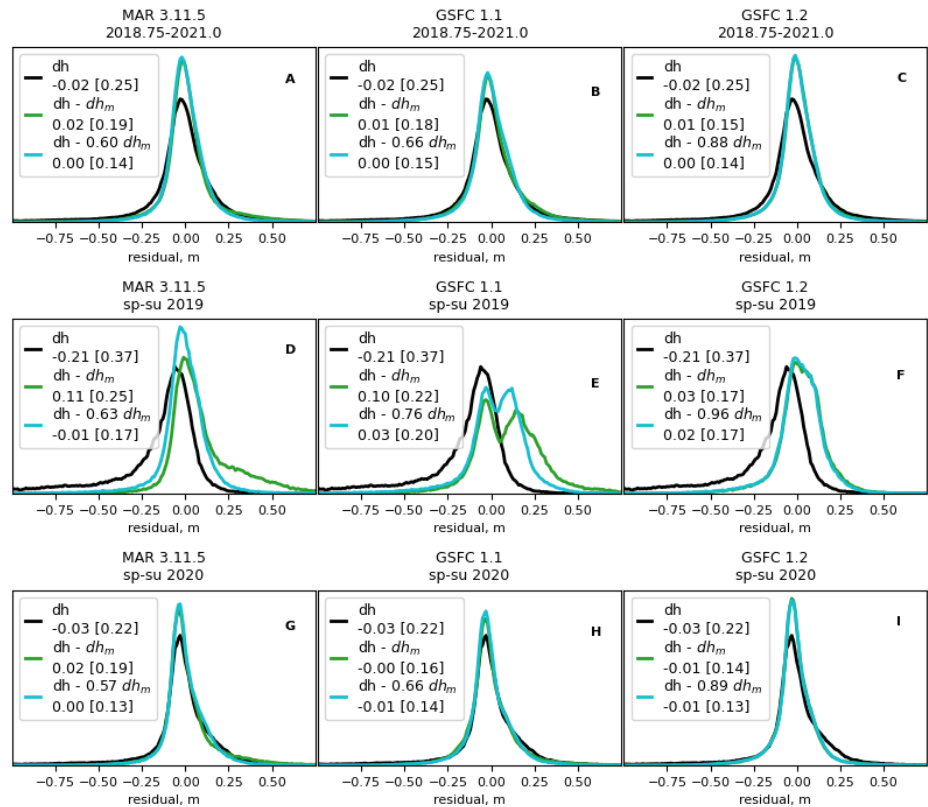 MAR 3.11.5
2018.75-2021.0
dh
-0.02 [0.25]
dh - dhₘ
0.02 [0.19]
dh - 0.60 dhₘ
0.00 [0.14]
A
−0.75 −0.50 −0.25 0.00 0.25 0.50
residual, m
GSFC 1.1
2018.75-2021.0
dh
-0.02 [0.25]
dh - dhₘ
0.01 [0.18]
dh - 0.66 dhₘ
0.00 [0.15]
B
−0.75 −0.50 −0.25 0.00 0.25 0.50
residual, m
GSFC 1.2
2018.75-2021.0
dh
-0.02 [0.25]
dh - dhₘ
0.01 [0.15]
dh - 0.88 dhₘ
0.00 [0.14]
C
−0.75 −0.50 −0.25 0.00 0.25 0.50
residual, m
MAR 3.11.5
sp-su 2019
dh
-0.21 [0.37]
dh - dhₘ
0.11 [0.25]
dh - 0.63 dhₘ
-0.01 [0.17]
D
−0.75 −0.50 −0.25 0.00 0.25 0.50
residual, m
GSFC 1.1
sp-su 2019
dh
-0.21 [0.37]
dh - dhₘ
0.10 [0.22]
dh - 0.76 dhₘ
0.03 [0.20]
E
−0.75 −0.50 −0.25 0.00 0.25 0.50
residual, m
GSFC 1.2
sp-su 2019
dh
-0.21 [0.37]
dh - dhₘ
0.03 [0.17]
dh - 0.96 dhₘ
0.02 [0.17]
F
−0.75 −0.50 −0.25 0.00 0.25 0.50
residual, m
MAR 3.11.5
sp-su 2020
dh
-0.03 [0.22]
dh - dhₘ
0.02 [0.19]
dh - 0.57 dhₘ
0.00 [0.13]
G
−0.75 −0.50 −0.25 0.00 0.25 0.50
residual, m
GSFC 1.1
sp-su 2020
dh
-0.03 [0.22]
dh - dhₘ
-0.00 [0.16]
dh - 0.66 dhₘ
-0.01 [0.14]
H
−0.75 −0.50 −0.25 0.00 0.25 0.50
residual, m
GSFC 1.2
sp-su 2020
dh
-0.03 [0.22]
dh - dhₘ
-0.01 [0.14]
dh - 0.89 dhₘ
-0.01 [0.13]
I
−0.75 −0.50 −0.25 0.00 0.25 0.50
residual, m